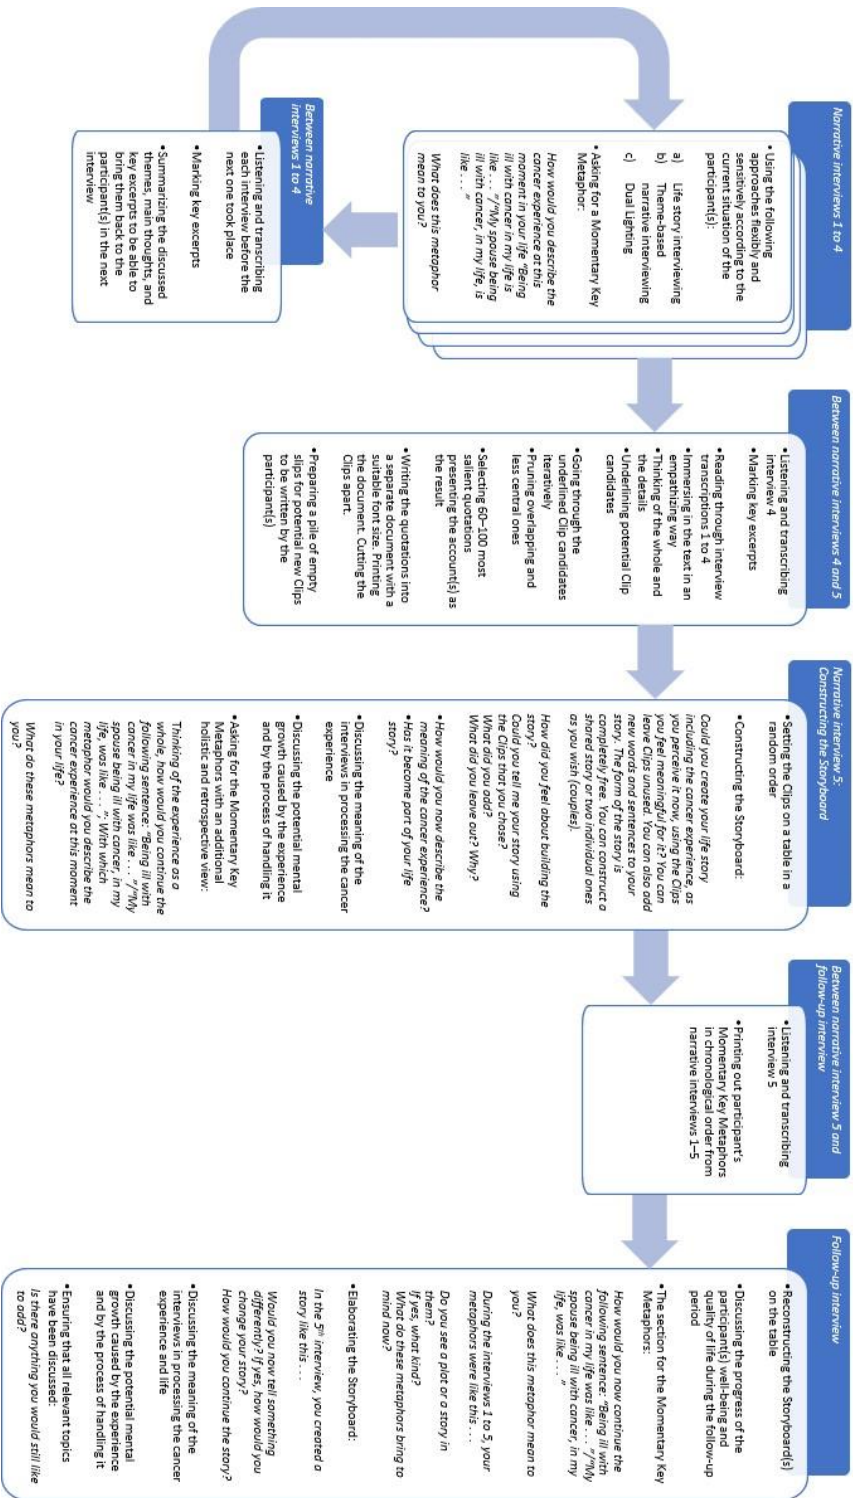 Narrative interviews 1 to 4
• Using the following
approaches flexibly and
sensitively according to the
current situation of the
participant(s):
a) Life story interviewing
b) Theme-based
narrative interviewing
c) Dual Lighting
• Asking for a Momentary Key
Metaphor:
How would you describe the
cancer experience at this
moment in your life "Being
ill with cancer in my life is
like . . . "/"My spouse being
ill with cancer, in my life, is
like . . . "
What does this metaphor
mean to you?
Between narrative
interviews 1 to 4
•Listening and transcribing
each interview before the
next one took place
•Marking key excerpts
•Summarizing the discussed
themes, main thoughts, and
key excerpts to be able to
bring them back to the
participant(s) in the next
interview
Between narrative interviews 4 and 5
•Listening and transcribing
interview 4
•Marking key excerpts
•Reading through interview
transcriptions 1 to 4
•Immersing in the text in an
empathizing way
•Thinking of the whole and
the details
•Underlining potential Clip
candidates
•Going through the
underlined Clip candidates
iteratively
•Pruning overlapping and
less central ones
•Selecting 60–100 most
salient quotations
presenting the account(s) as
the result
•Writing the quotations into
a separate document with a
suitable font size. Printing
the document. Cutting the
Clips apart.
•Preparing a pile of empty
slips for potential new Clips
to be written by the
participant(s)
Narrative interview 5:
Constructing the Storyboard
•Setting the Clips on a table in a
random order
•Constructing the Storyboard:
Could you create your life story
including the cancer experience, as
you perceive it now, using the Clips
you feel meaningful for it? You can
leave Clips unused. You can also add
new words and sentences to your
story. The form of the story is
completely free. You can construct a
shared story or two individual ones
as you wish (couples).
How did you feel about building the
story?
Could you tell me your story using
the Clips that you chose?
What did you add?
What did you leave out? Why?
•How would you now describe the
meaning of the cancer experience?
•Has it become part of your life
story?
•Discussing the meaning of the
interviews in processing the cancer
experience
•Discussing the potential mental
growth caused by the experience
and by the process of handling it
•Asking for the Momentary Key
Metaphors with an additional
holistic and retrospective view:
Thinking of the experience as a
whole, how would you continue the
following sentence: "Being ill with
cancer in my life was like . . . "/"My
spouse being ill with cancer, in my
life, was like . . . ": With which
metaphor would you describe the
cancer experience at this moment
in your life?
What do these metaphors mean to
you?
Between narrative interview 5 and
follow-up interview
•Listening and transcribing
interview 5
•Printing out participant's
Momentary Key Metaphors
in chronological order from
narrative interviews 1–5
Follow-up interview
•Reconstructing the Storyboard(s)
on the table
•Discussing the progress of the
participant(s) well-being and
quality of life during the follow-up
period
•The section for the Momentary Key
Metaphors:
How would you now continue the
following sentence: "Being ill with
cancer in my life was like . . . "/"My
spouse being ill with cancer, in my
life, was like . . . "
What does this metaphor mean to
you?
During the interviews 1 to 5, your
metaphors were like this . . .
Do you see a plot or a story in
them?
If yes, what kind?
What do these metaphors bring to
mind now?
•Elaborating the Storyboard:
In the 5th interview, you created a
story like this . . .
Would you now tell something
differently? If yes, how would you
change your story?
How would you continue the story?
•Discussing the meaning of the
interviews in processing the cancer
experience and life
•Discussing the potential mental
growth caused by the experience
and by the process of handling it
•Ensuring that all relevant topics
have been discussed:
Is there anything you would still like
to add?